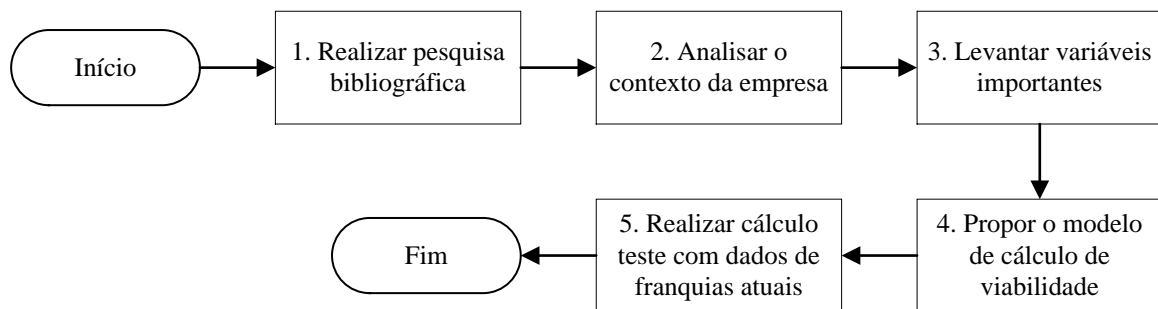 Início
1. Realizar pesquisa
bibliográfica
2. Analisar o
contexto da empresa
3. Levantar variáveis
importantes
4. Propor o modelo
de cálculo de
viabilidade
5. Realizar cálculo
teste com dados de
franquias atuais
Fim